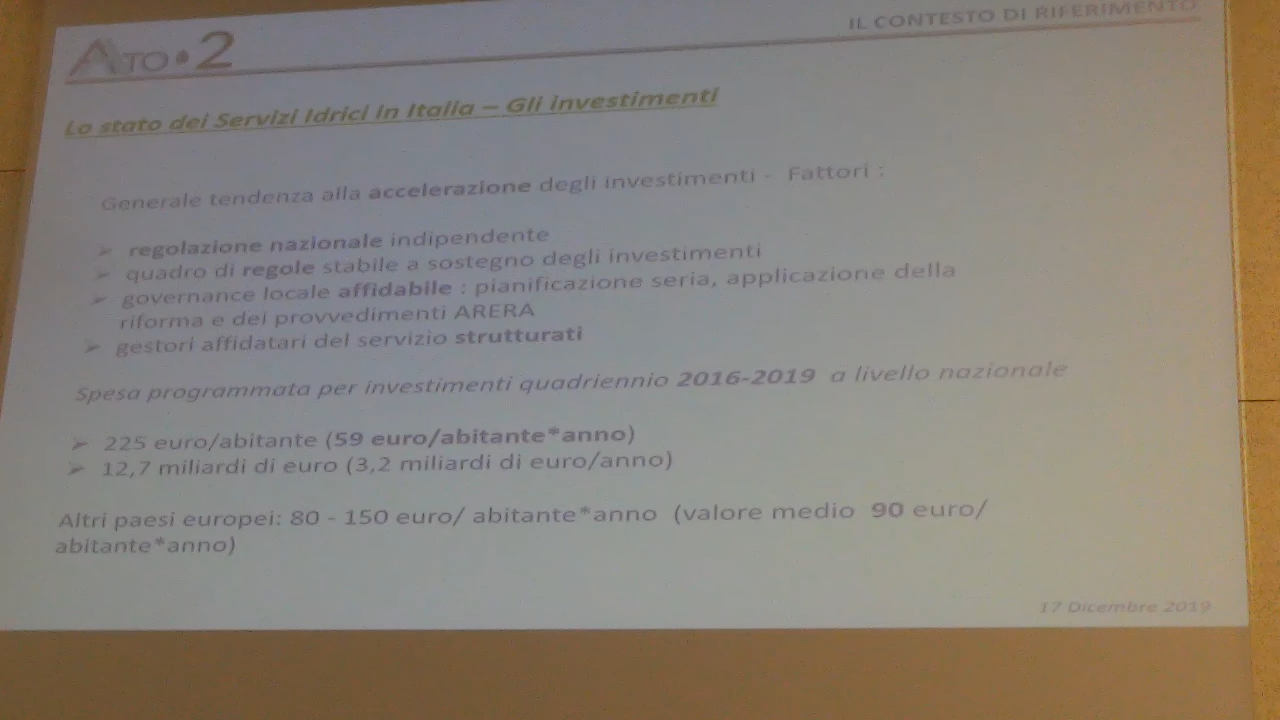 IL CONTESTO DI RIFERIMENTO
ATO•2
Lo stato dei Servizi Idrici in Italia – Gli investimenti
Generale tendenza alla accelerazione degli investimenti - Fattori :
➢ regolazione nazionale indipendente
➢ quadro di regole stabile a sostegno degli investimenti
➢ governance locale affidabile : pianificazione seria, applicazione della
riforma e dei provvedimenti ARERA
➢ gestori affidatari del servizio strutturati
Spesa programmata per investimenti quadriennio 2016-2019 a livello nazionale
➢ 225 euro/abitante (59 euro/abitante*anno)
➢ 12,7 miliardi di euro (3,2 miliardi di euro/anno)
Altri paesi europei: 80 - 150 euro/ abitante*anno (valore medio 90 euro/
abitante*anno)
17 Dicembre 2019